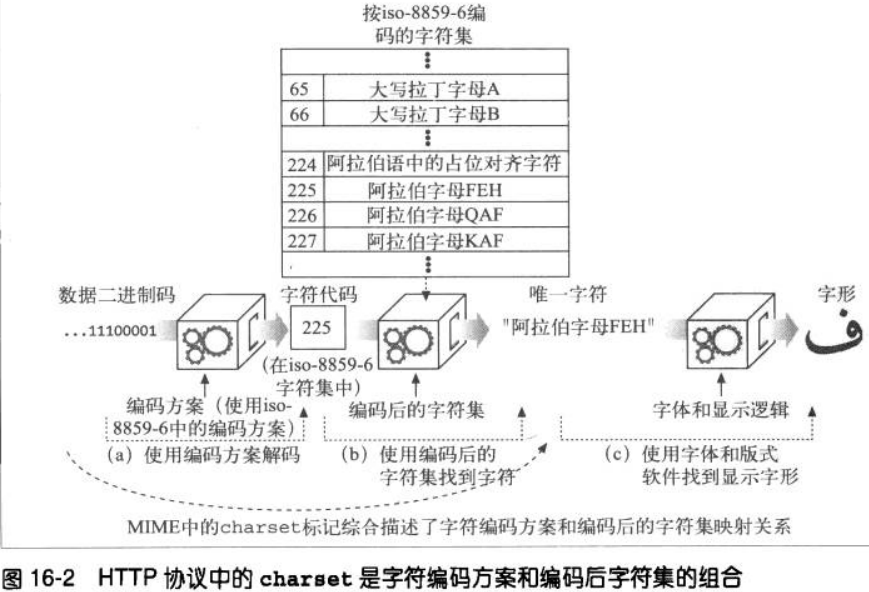 按iso-8859-6编
码的字符集
65 大写拉丁字母A
66 大写拉丁字母B
224 阿拉伯语中的占位对齐字符
225 阿拉伯字母FEH
226 阿拉伯字母QAF
227 阿拉伯字母KAF
数据二进制码 字符代码 唯一字符 字形
...11100001 225 "阿拉伯字母FEH" ف
(在iso-8859-6
字符集中)
编码方案（使用iso-
8859-6中的编码方案） 编码后的字符集 字体和显示逻辑
(a) 使用编码方案解码
(b) 使用编码后的
字符集找到字符
(c) 使用字体和版式
软件找到显示字形
MIME中的charset标记综合描述了字符编码方案和编码后的字符集映射关系
图 16-2 HTTP 协议中的 charset 是字符编码方案和编码后字符集的组合